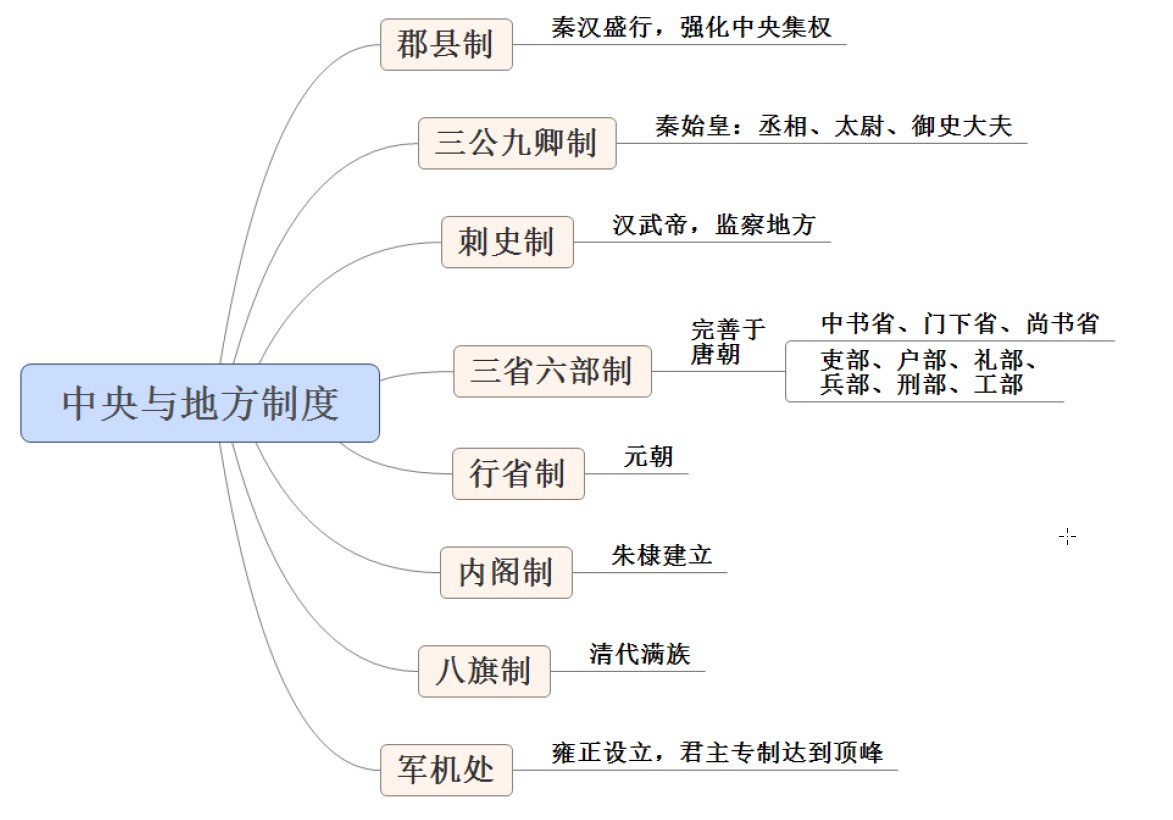 郡县制
秦汉盛行，强化中央集权
三公九卿制
秦始皇：丞相、太尉、御史大夫
刺史制
汉武帝，监察地方
中央与地方制度
三省六部制
完善于
唐朝
中书省、门下省、尚书省
吏部、户部、礼部、
兵部、刑部、工部
行省制
元朝
内阁制
朱棣建立
八旗制
清代满族
军机处
雍正设立，君主专制达到顶峰